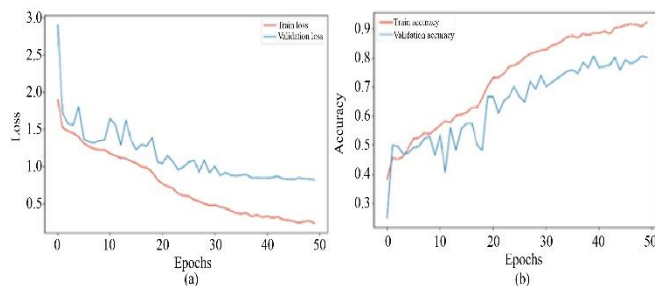 3.0
2.5
2.0
1.5
1.0
0.5
Loss
Train loss
Validation loss
0
10
20
30
40
50
Epochs
(a)
0.9
0.8
0.7
0.6
0.5
0.4
0.3
Accuracy
Train accuracy
Validation accuracy
0
10
20
30
40
50
Epochs
(b)